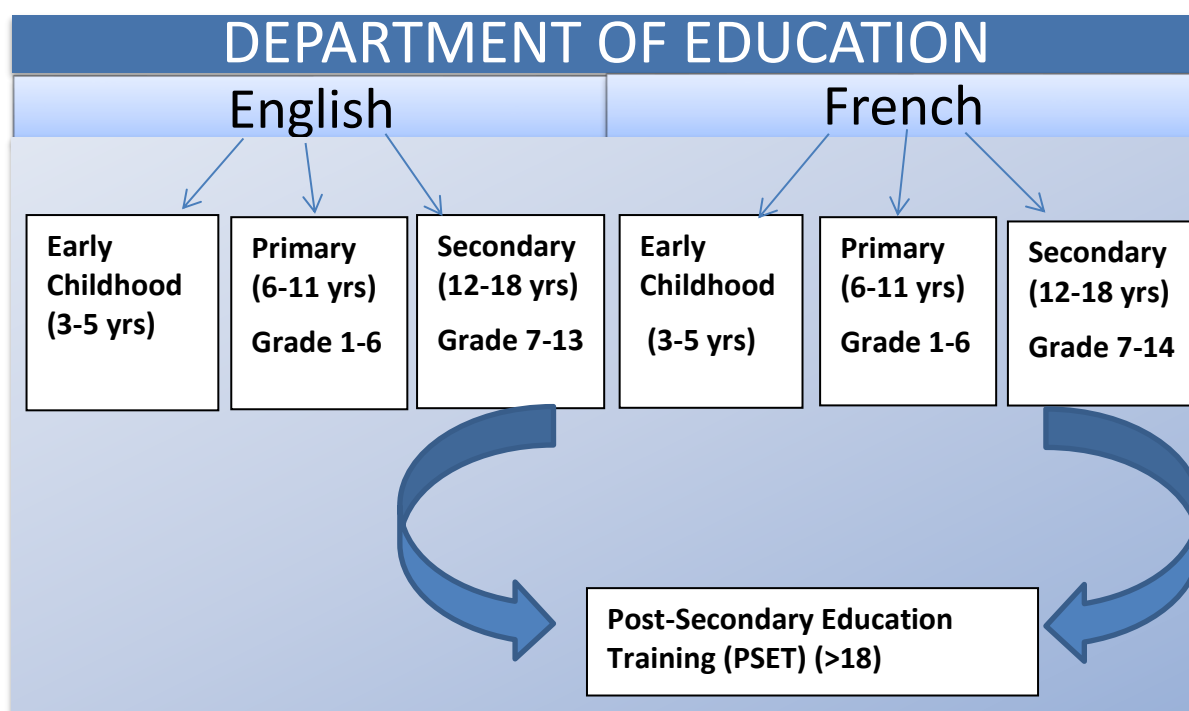 DEPARTMENT OF EDUCATION
English
French
Early
Childhood
(3-5 yrs)
Primary
(6-11 yrs)
Grade 1-6
Secondary
(12-18 yrs)
Grade 7-13
Early
Childhood
(3-5 yrs)
Primary
(6-11 yrs)
Grade 1-6
Secondary
(12-18 yrs)
Grade 7-14
Post-Secondary Education
Training (PSET) (>18)